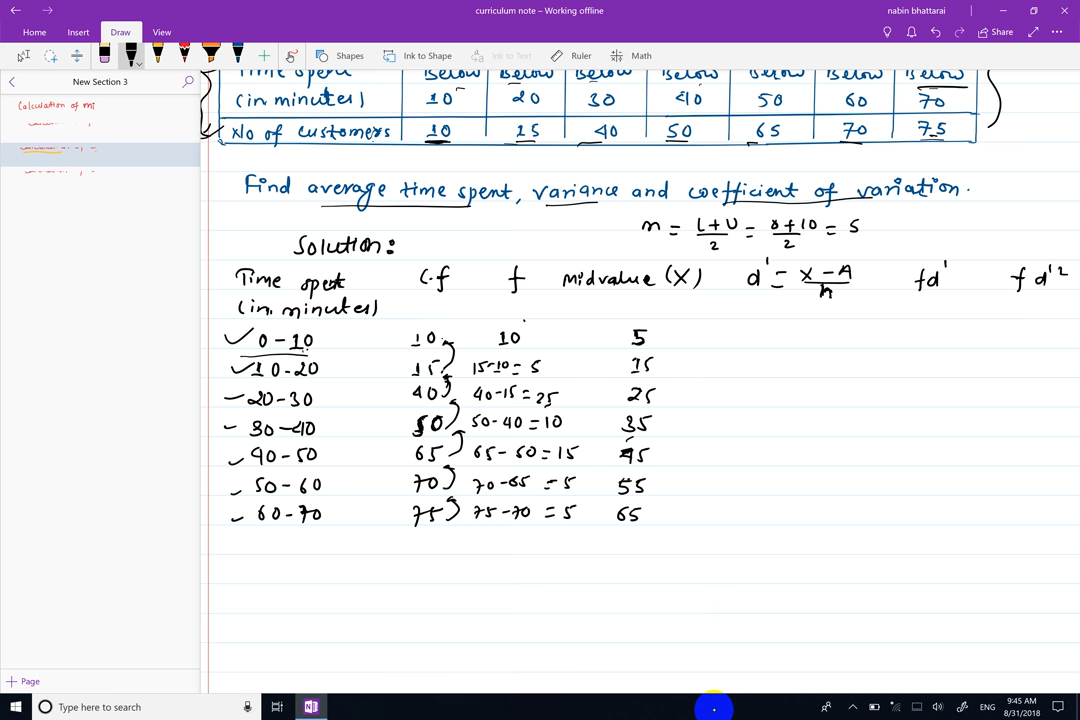 curriculum note – Working offline
nabin bhattarai
Home Insert Draw View
Share
Shapes Ink to Shape Ink to Text Ruler Math
New Section 3
Calculation of mi
Time spent Below Below Below Below Below Below Below
(in minutes) 10 20 30 40 50 60 70
No of customers 10 15 40 50 65 70 75
Find average time spent, variance and coefficient of variation.
m = L+U/2 = 0+10/2 = 5
Solution:
Time spent C.f f Midvalue (X) d' = X-A/h fd' fd'2
(in minutes)
0-10 10 10 5
10-20 15 15-10=5 15
20-30 40 40-15=25 25
30-40 50 50-40=10 35
40-50 65 65-50=15 45
50-60 70 70-65=5 55
60-70 75 75-70=5 65
+ Page
Type here to search
ENG
9:45 AM
8/31/2018